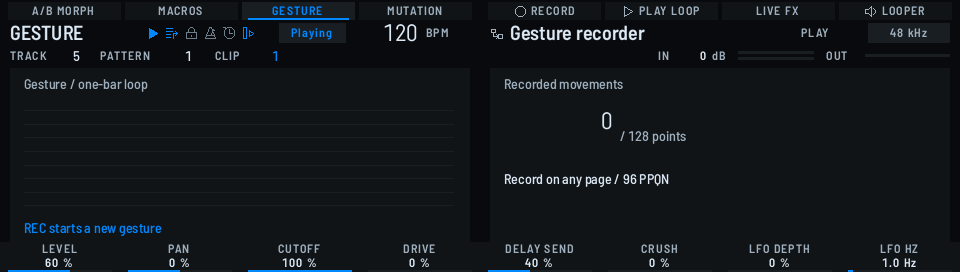 A/B MORPH MACROS GESTURE MUTATION RECORD PLAY LOOP LIVE FX LOOPER
GESTURE Playing 120 BPM Gesture recorder PLAY 48 kHz
TRACK 5 PATTERN 1 CLIP 1 IN 0 dB OUT
Gesture / one-bar loop
REC starts a new gesture
Recorded movements
0 / 128 points
Record on any page / 96 PPQN
LEVEL PAN CUTOFF DRIVE DELAY SEND CRUSH LFO DEPTH LFO HZ
60 % 0 % 100 % 0 % 40 % 0 % 0 % 1.0 Hz